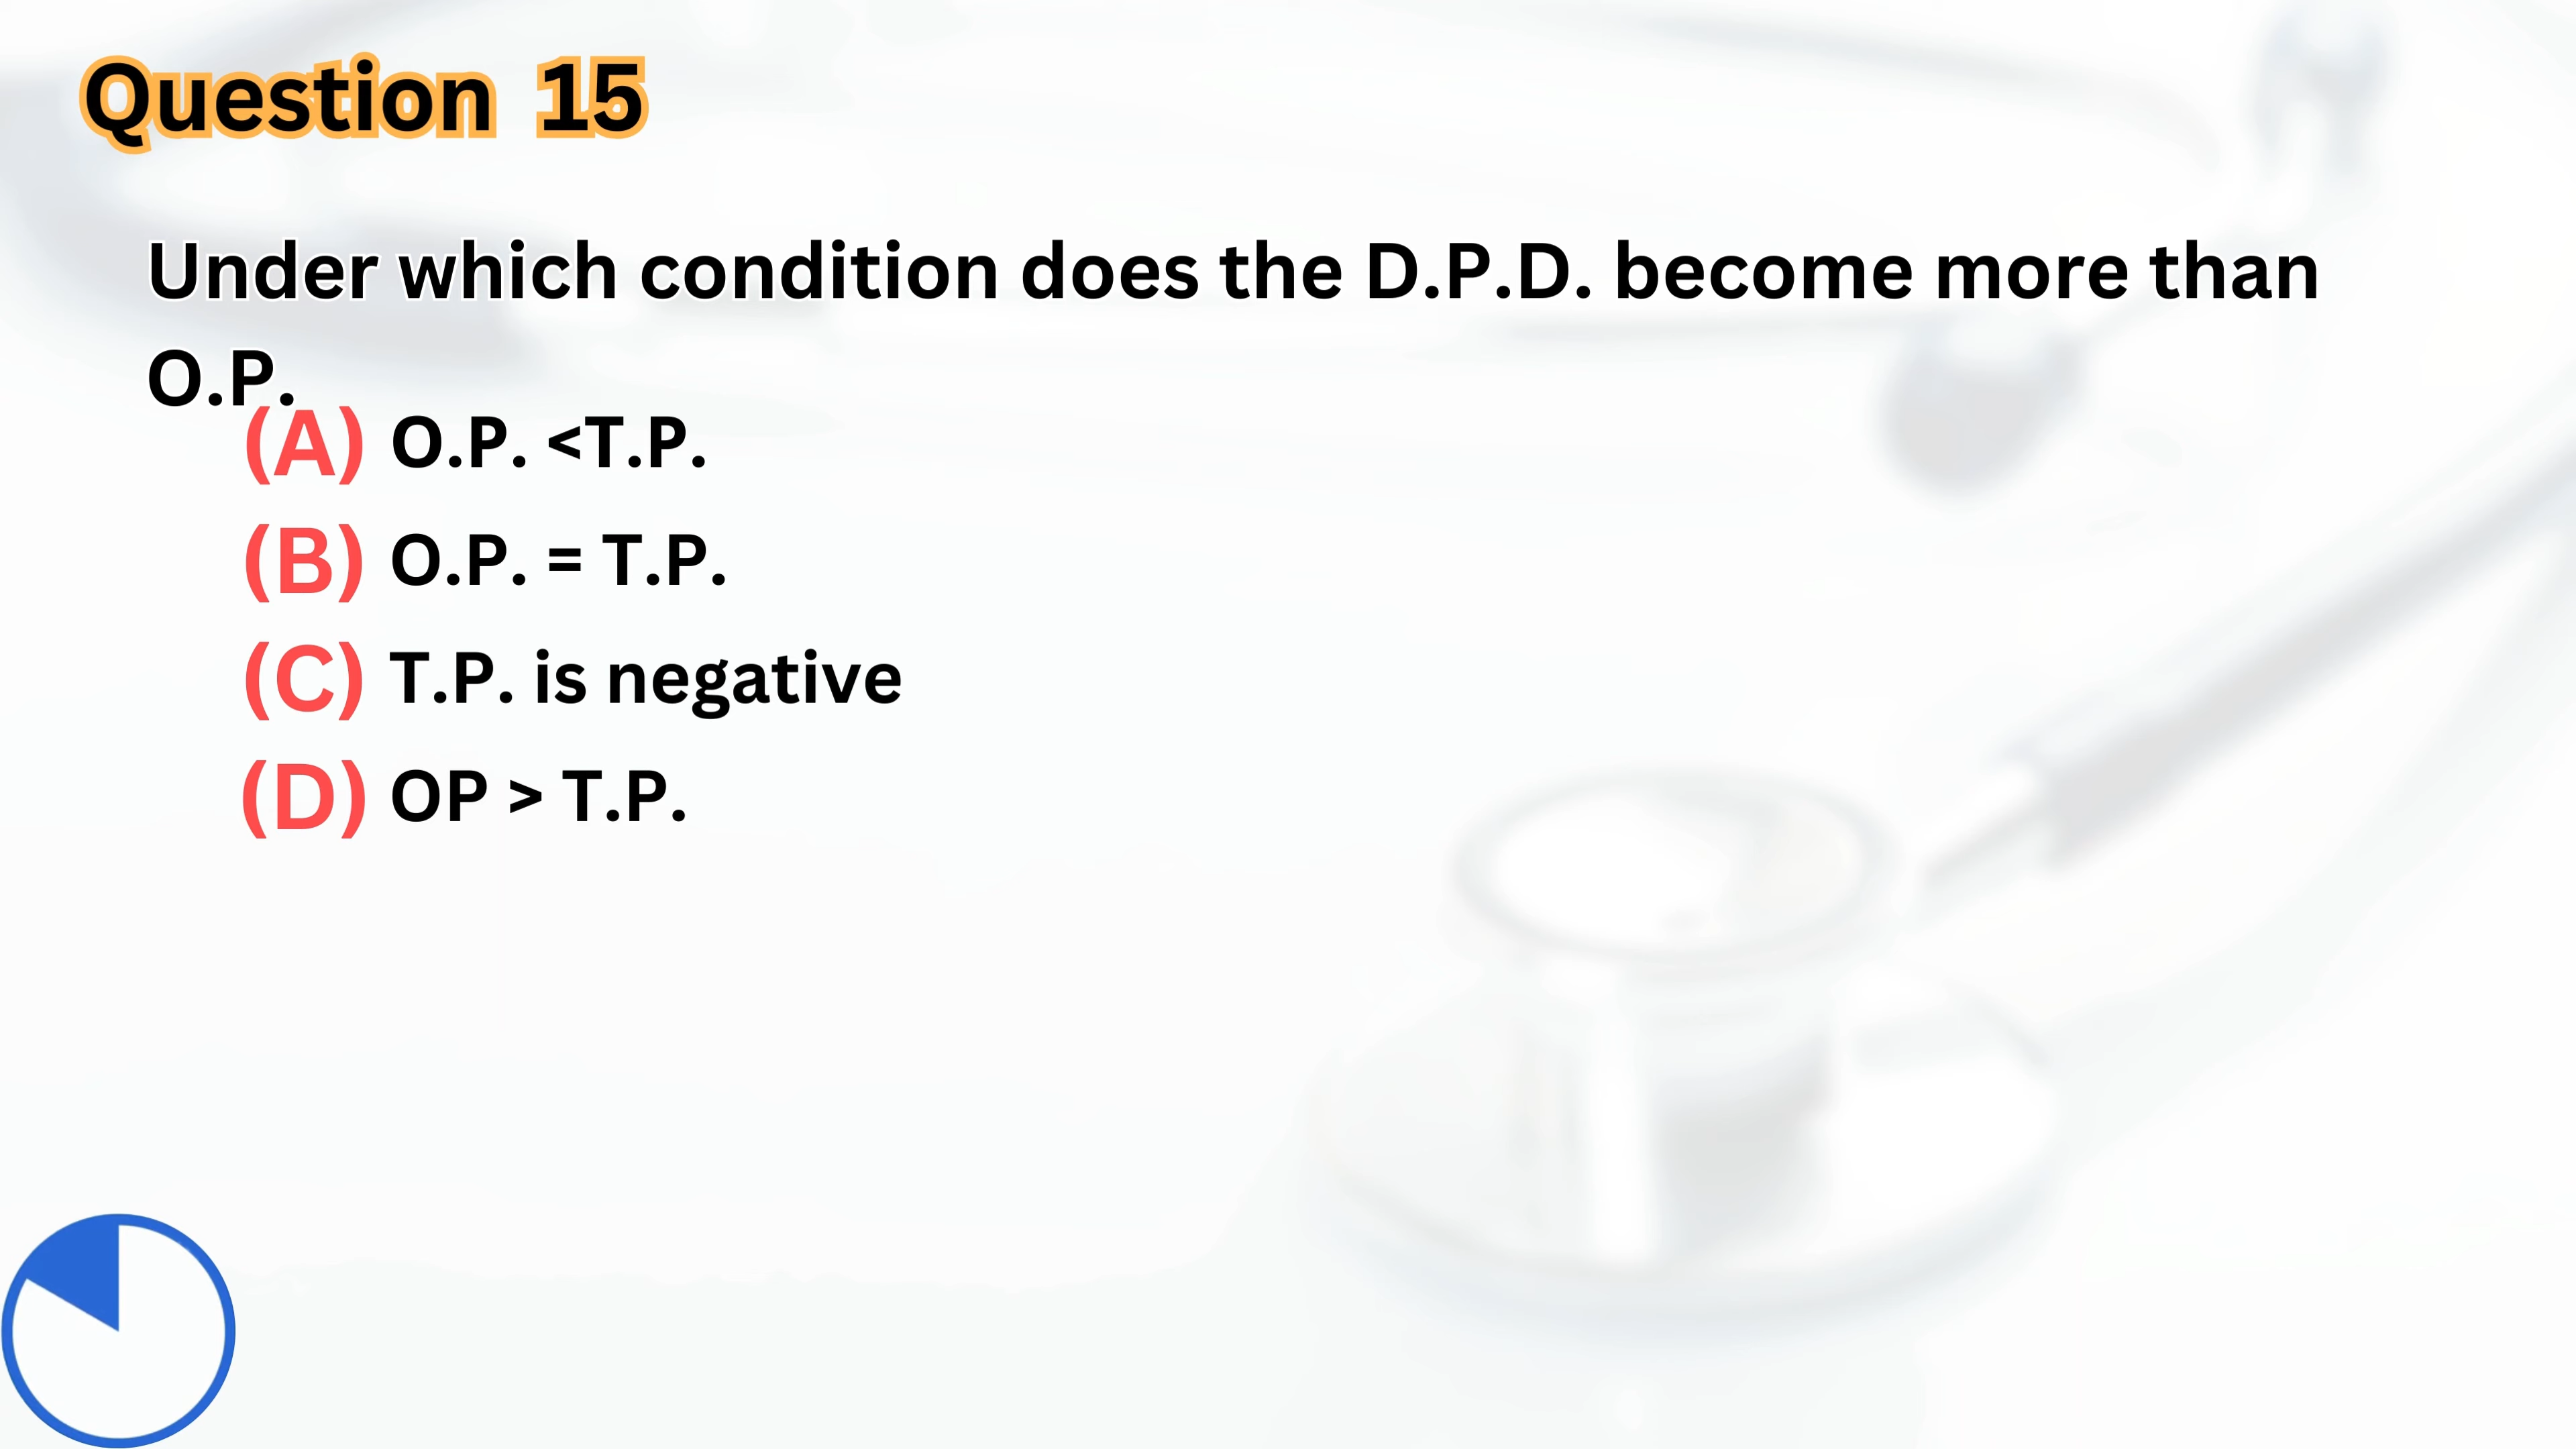 Question 15
Under which condition does the D.P.D. become more than
O.P.
(A) O.P. <T.P.
(B) O.P. = T.P.
(C) T.P. is negative
(D) OP > T.P.